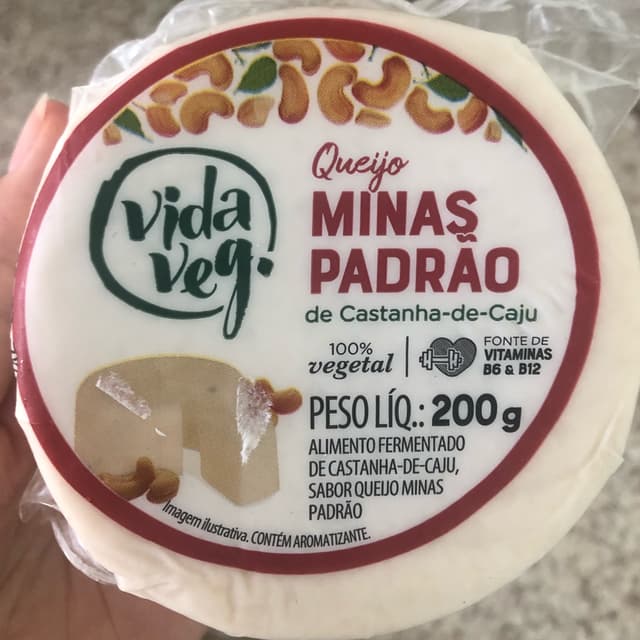 vida
veg.
Queijo
MINAS
PADRÃO
de Castanha-de-Caju
100%
vegetal
FONTE DE
VITAMINAS
B6 & B12
PESO LÍQ.: 200 g
ALIMENTO FERMENTADO
DE CASTANHA-DE-CAJU,
SABOR QUEIJO MINAS
PADRÃO
Imagem ilustrativa. CONTÉM AROMATIZANTE.